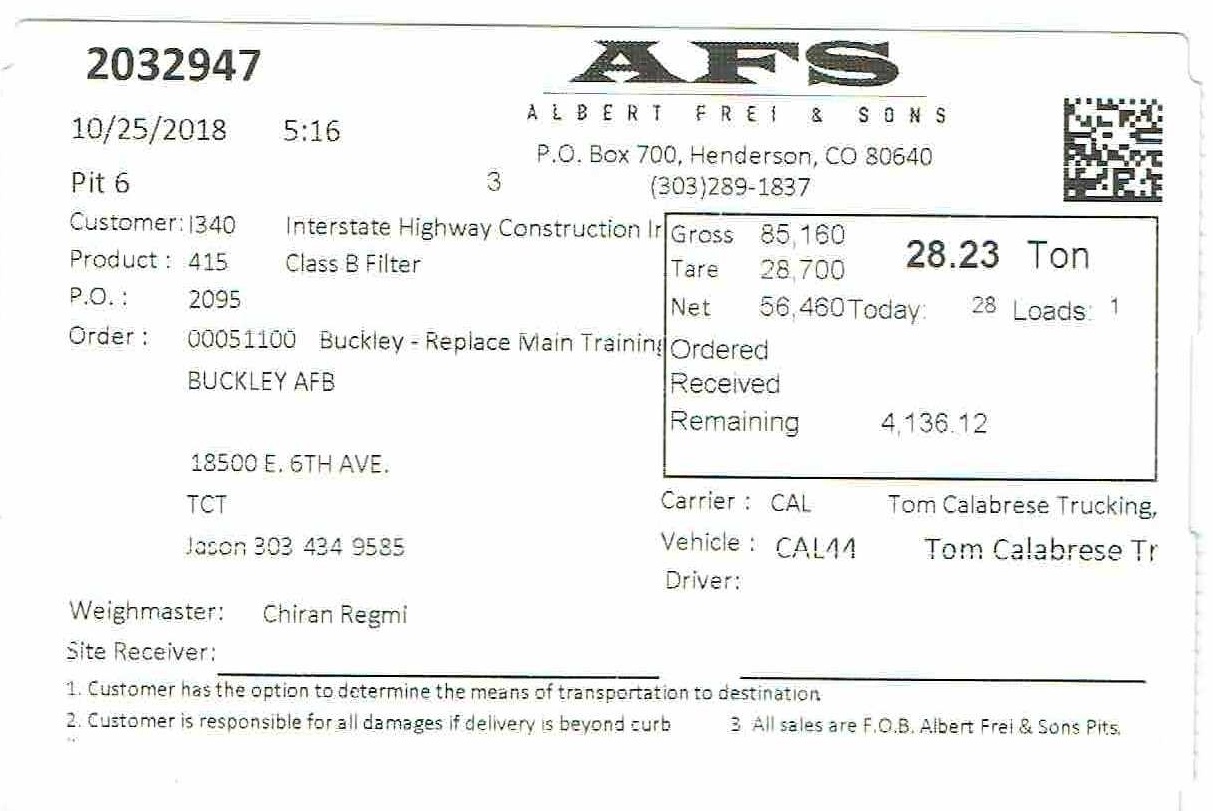 2032947
AFS
ALBERT FREI & SONS
10/25/2018 5:16
P.O. Box 700, Henderson, CO 80640
Pit 6 3 (303)289-1837
Customer: I340 Interstate Highway Construction Ir
Product : 415 Class B Filter
P.O. : 2095
Order : 00051100 Buckley - Replace Main Training
BUCKLEY AFB
18500 E. 6TH AVE.
TCT
Jason 303 434 9585
Gross 85,160 28.23 Ton
Tare 28,700
Net 56,460 Today: 28 Loads: 1
Ordered
Received
Remaining 4,136.12
Carrier : CAL Tom Calabrese Trucking,
Vehicle : CAL44 Tom Calabrese Tr
Driver:
Weighmaster: Chiran Regmi
Site Receiver:
1. Customer has the option to determine the means of transportation to destination
2. Customer is responsible for all damages if delivery is beyond curb 3 All sales are F.O.B. Albert Frei & Sons Pits.